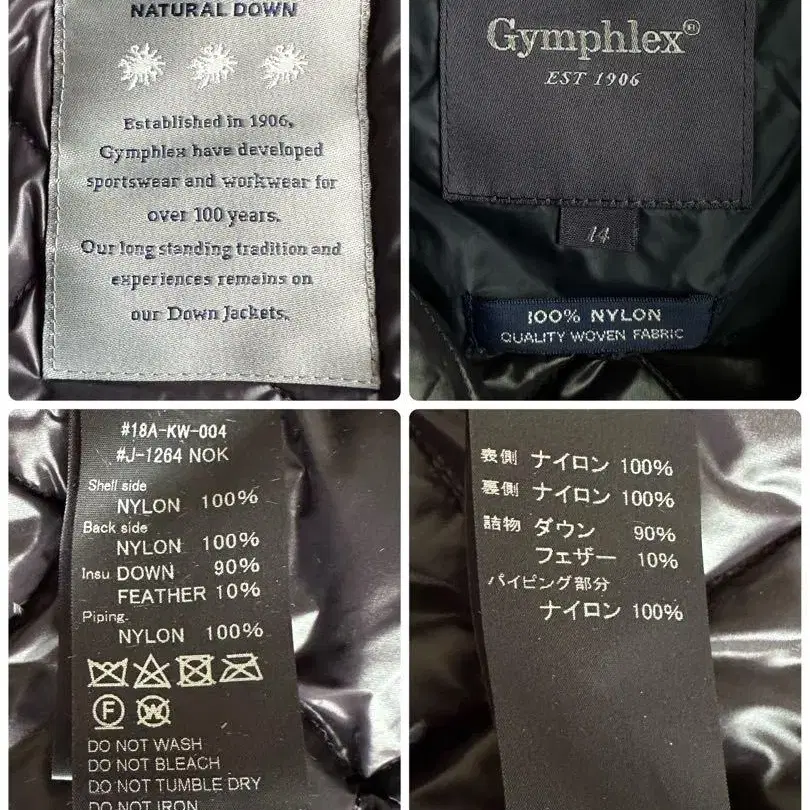 NATURAL DOWN
Established in 1906,
Gymphlex have developed
sportswear and workwear for
over 100 years.
Our long standing tradition and
experiences remains on
our Down Jackets.
Gymphlex®
EST 1906
14
100% NYLON
QUALITY WOVEN FABRIC
#18A-KW-004
#J-1264 NOK
Shell side
NYLON 100%
Back side
NYLON 100%
Insu DOWN 90%
FEATHER 10%
Piping
NYLON 100%
F W
DO NOT WASH
DO NOT BLEACH
DO NOT TUMBLE DRY
DO NOT IRON
表側 ナイロン 100%
裏側 ナイロン 100%
詰物 ダウン 90%
フェザー 10%
パイピング部分
ナイロン 100%